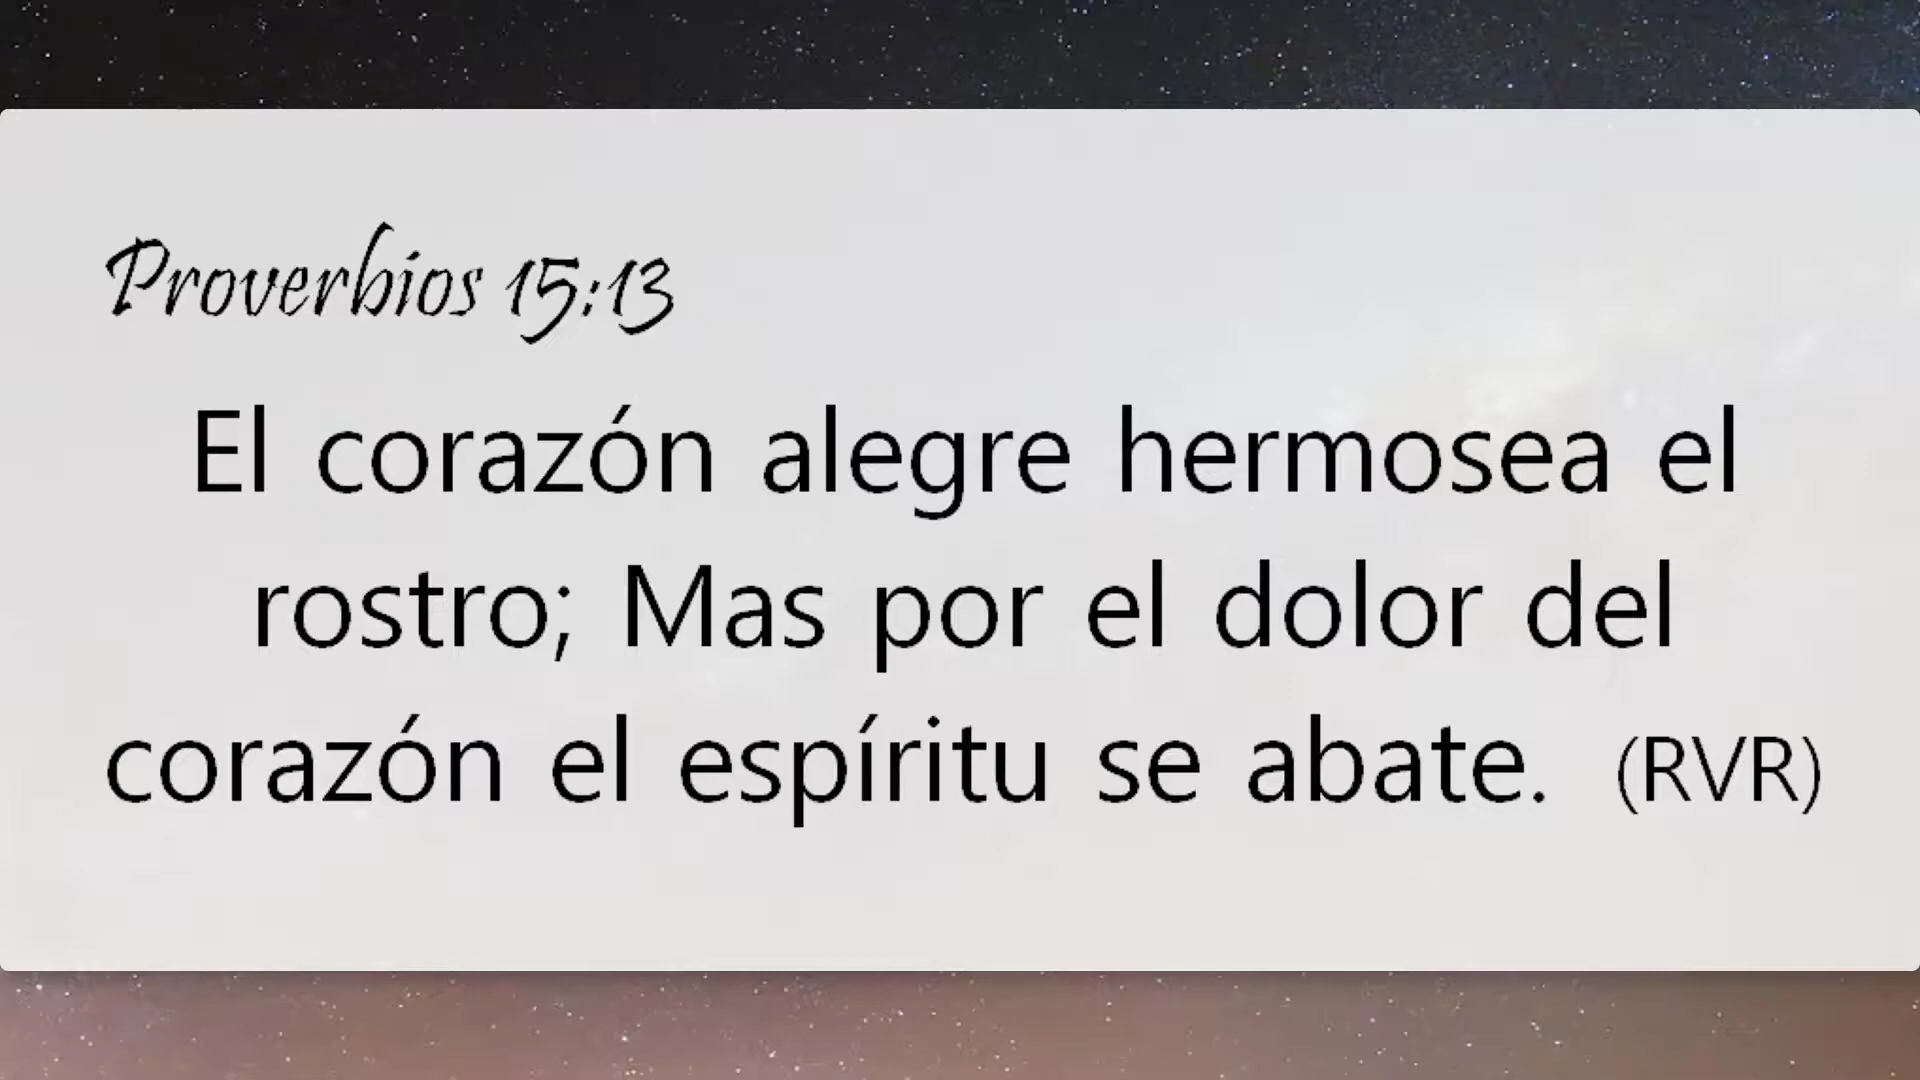 Proverbios 15:13
El corazón alegre hermosea el
rostro; Mas por el dolor del
corazón el espíritu se abate. (RVR)